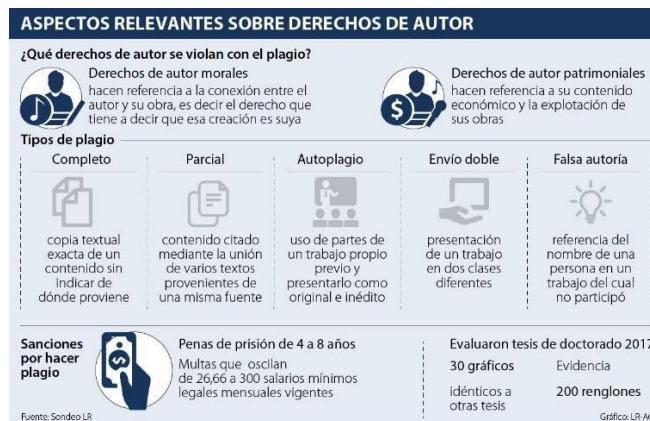 ASPECTOS RELEVANTES SOBRE DERECHOS DE AUTOR
¿Qué derechos de autor se violan con el plagio?
Derechos de autor morales
hacen referencia a la conexión entre el
autor y su obra, es decir el derecho que
tiene a decir que esa creación es suya
Derechos de autor patrimoniales
hacen referencia a su contenido
económico y la explotación de
sus obras
Tipos de plagio
Completo
copia textual
exacta de un
contenido sin
indicar de
dónde proviene
Parcial
contenido citado
mediante la unión
de varios textos
provenientes de
una misma fuente
Autoplagio
uso de partes de
un trabajo propio
previo y
presentarlo como
original e inédito
Envío doble
presentación
de un trabajo
en dos clases
diferentes
Falsa autoría
referencia del
nombre de una
persona en un
trabajo del cual
no participó
Sanciones
por hacer
plagio
$
Penas de prisión de 4 a 8 años
Multas que oscilan
de 26,66 a 300 salarios mínimos
legales mensuales vigentes
Evaluaron tesis de doctorado 2017
30 gráficos
idénticos a
otras tesis
Evidencia
200 renglones
Fuente: Sondeo LR
Gráfico: LR-AG